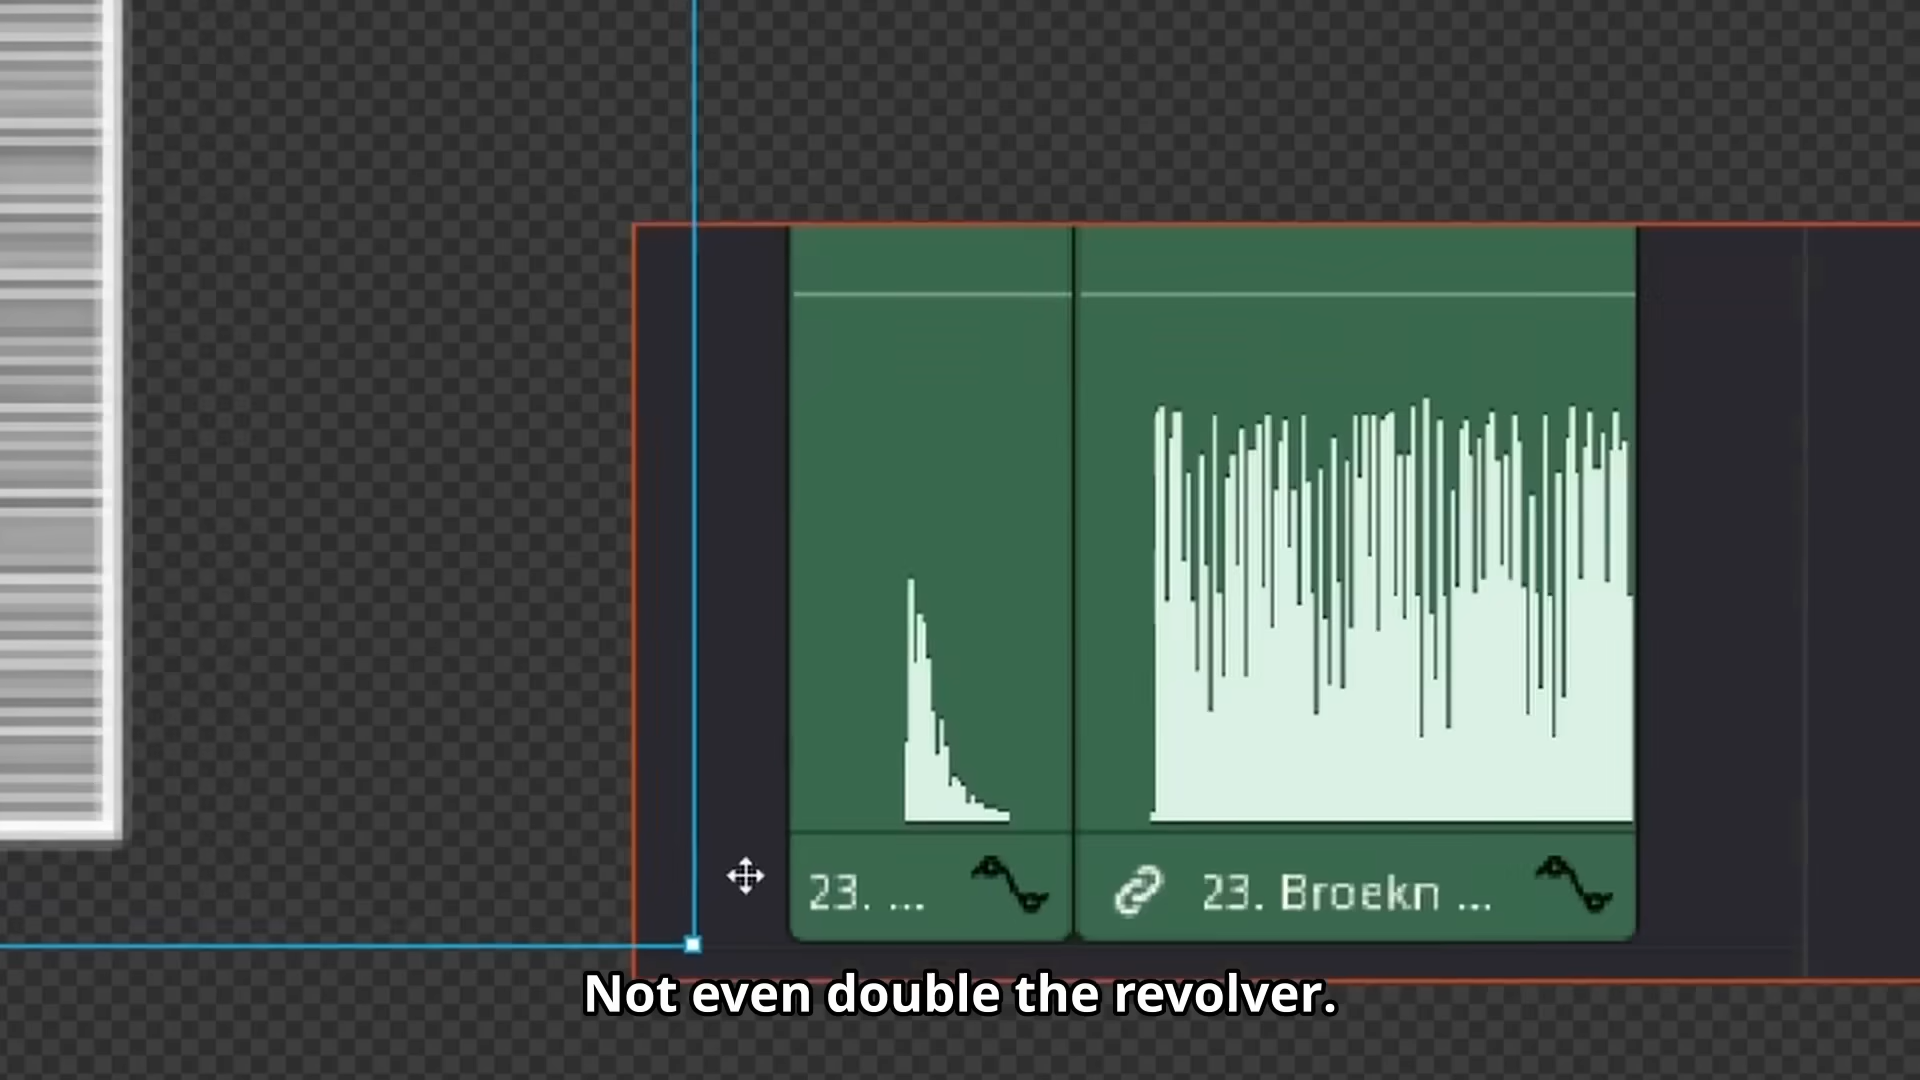 23. ...
23. Broekn ...
Not even double the revolver.